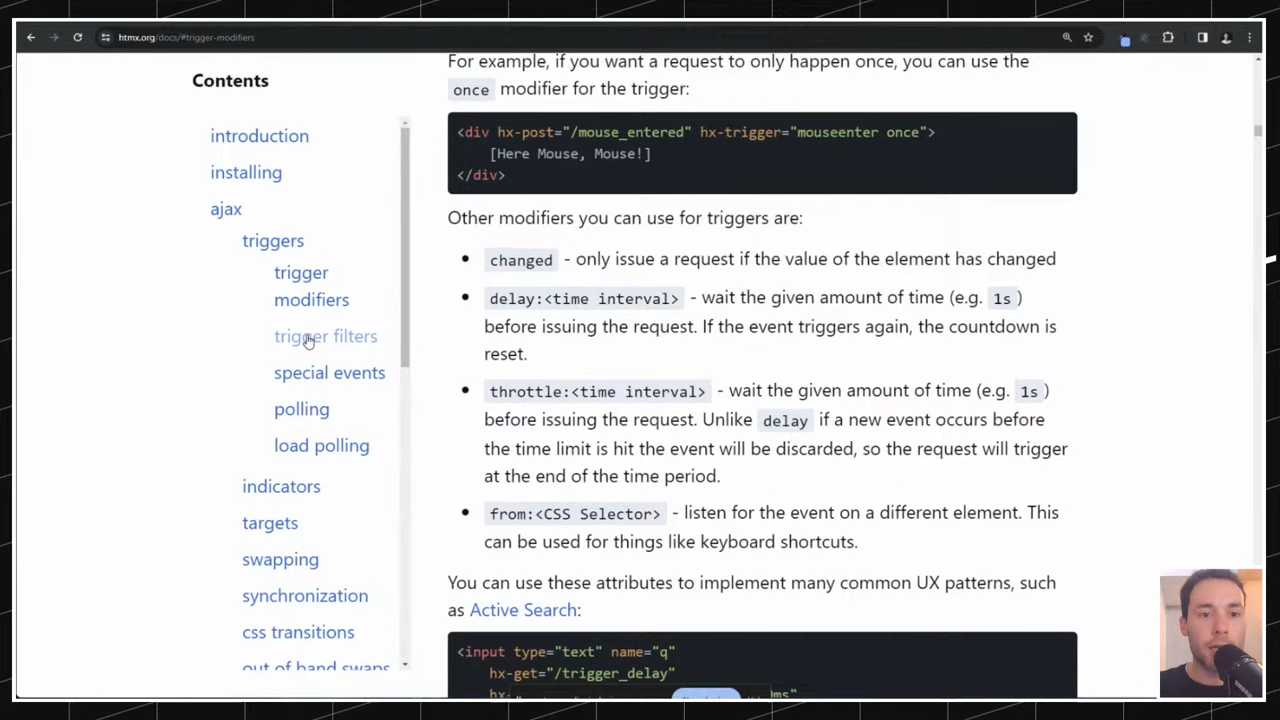 htmx.org/docs/#trigger-modifiers
Contents
introduction
installing
ajax
triggers
trigger
modifiers
trigger filters
special events
polling
load polling
indicators
targets
swapping
synchronization
css transitions
out of band swaps
For example, if you want a request to only happen once, you can use the
once modifier for the trigger:
<div hx-post="/mouse_entered" hx-trigger="mouseenter once">
[Here Mouse, Mouse!]
</div>
Other modifiers you can use for triggers are:
• changed - only issue a request if the value of the element has changed
• delay:<time interval> - wait the given amount of time (e.g. 1s )
before issuing the request. If the event triggers again, the countdown is
reset.
• throttle:<time interval> - wait the given amount of time (e.g. 1s )
before issuing the request. Unlike delay if a new event occurs before
the time limit is hit the event will be discarded, so the request will trigger
at the end of the time period.
• from:<CSS Selector> - listen for the event on a different element. This
can be used for things like keyboard shortcuts.
You can use these attributes to implement many common UX patterns, such
as Active Search:
<input type="text" name="q"
hx-get="/trigger_delay"